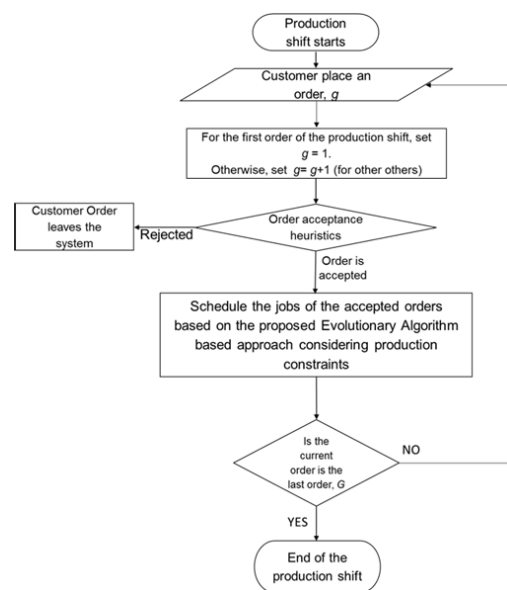 Production
shift starts
Customer place an
order, g
For the first order of the production shift, set
g = 1.
Otherwise, set g= g+1 (for other others)
Order acceptance
heuristics
Customer Order
leaves the
system
Rejected
Order is
accepted
Schedule the jobs of the accepted orders
based on the proposed Evolutionary Algorithm
based approach considering production
constraints
Is the
current
order is the
last order, G
NO
YES
End of the
production shift